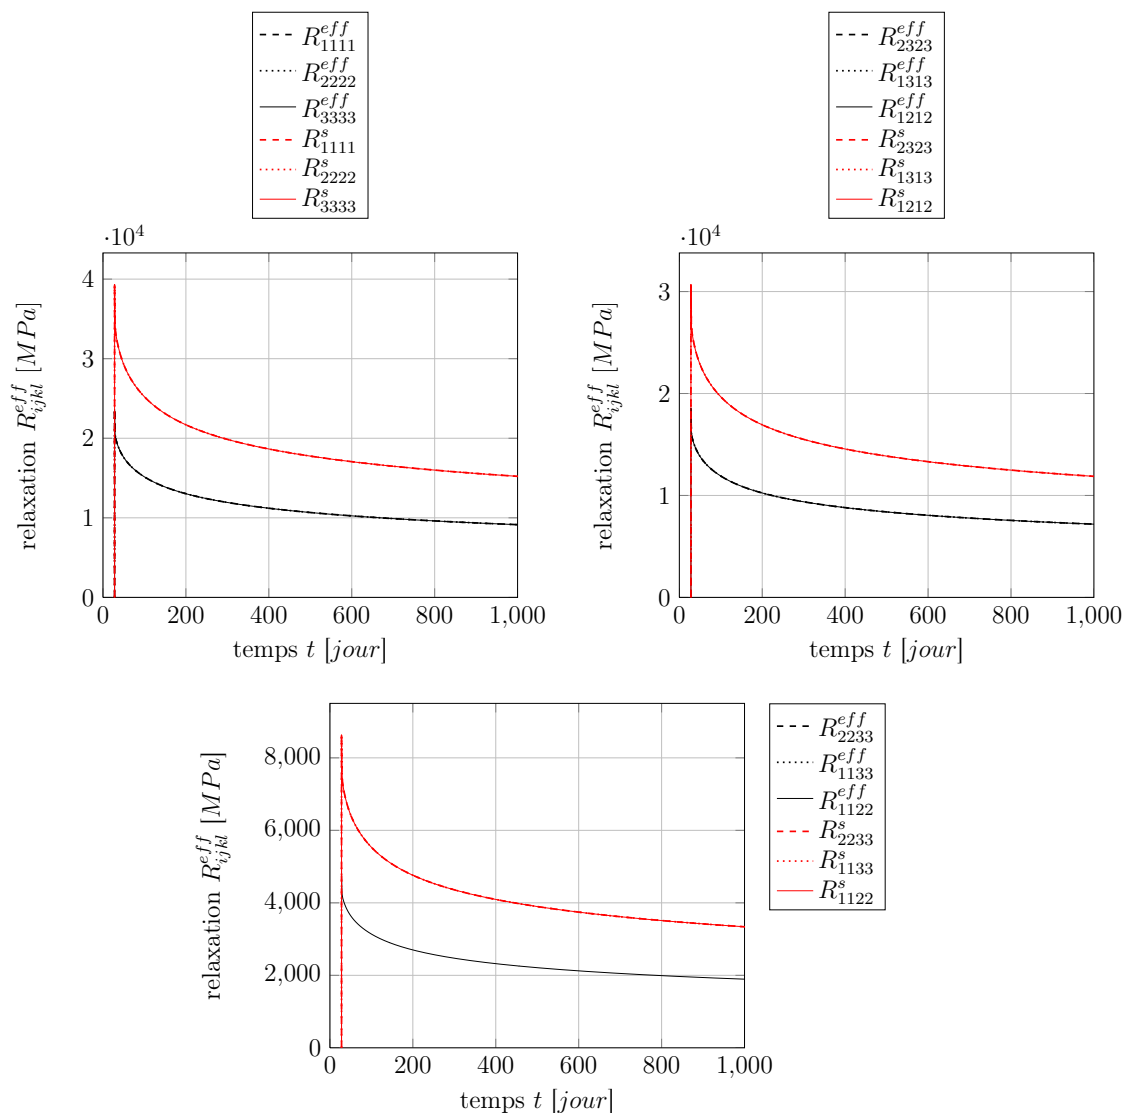 R^{eff}_{1111}
R^{eff}_{2222}
R^{eff}_{3333}
R^{s}_{1111}
R^{s}_{2222}
R^{s}_{3333}
R^{eff}_{2323}
R^{eff}_{1313}
R^{eff}_{1212}
R^{s}_{2323}
R^{s}_{1313}
R^{s}_{1212}
·10^4
4
3
2
1
0
0 200 400 600 800 1,000
temps t [jour]
relaxation R^{eff}_{ijkl} [MPa]
·10^4
3
2
1
0
0 200 400 600 800 1,000
temps t [jour]
relaxation R^{eff}_{ijkl} [MPa]
8,000
6,000
4,000
2,000
0
0 200 400 600 800 1,000
temps t [jour]
relaxation R^{eff}_{ijkl} [MPa]
R^{eff}_{2233}
R^{eff}_{1133}
R^{eff}_{1122}
R^{s}_{2233}
R^{s}_{1133}
R^{s}_{1122}